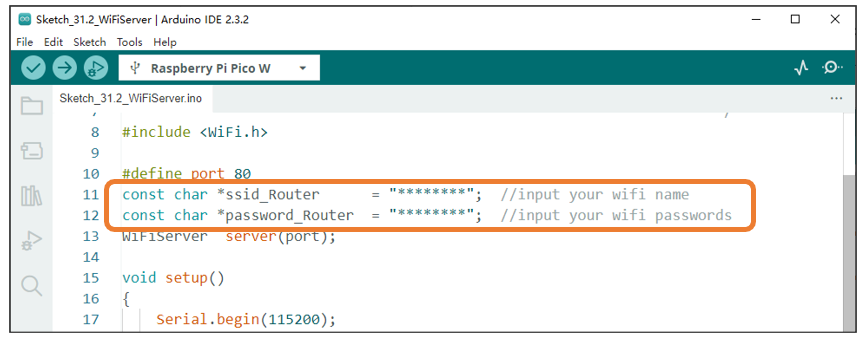 Sketch_31.2_WiFiServer | Arduino IDE 2.3.2
File Edit Sketch Tools Help
Raspberry Pi Pico W
Sketch_31.2_WiFiServer.ino
7 /
8 #include <WiFi.h>
9
10 #define port 80
11 const char *ssid_Router      = "********";  //input your wifi name
12 const char *password_Router  = "********";  //input your wifi passwords
13 WiFiServer  server(port);
14
15 void setup()
16 {
17     Serial.begin(115200);